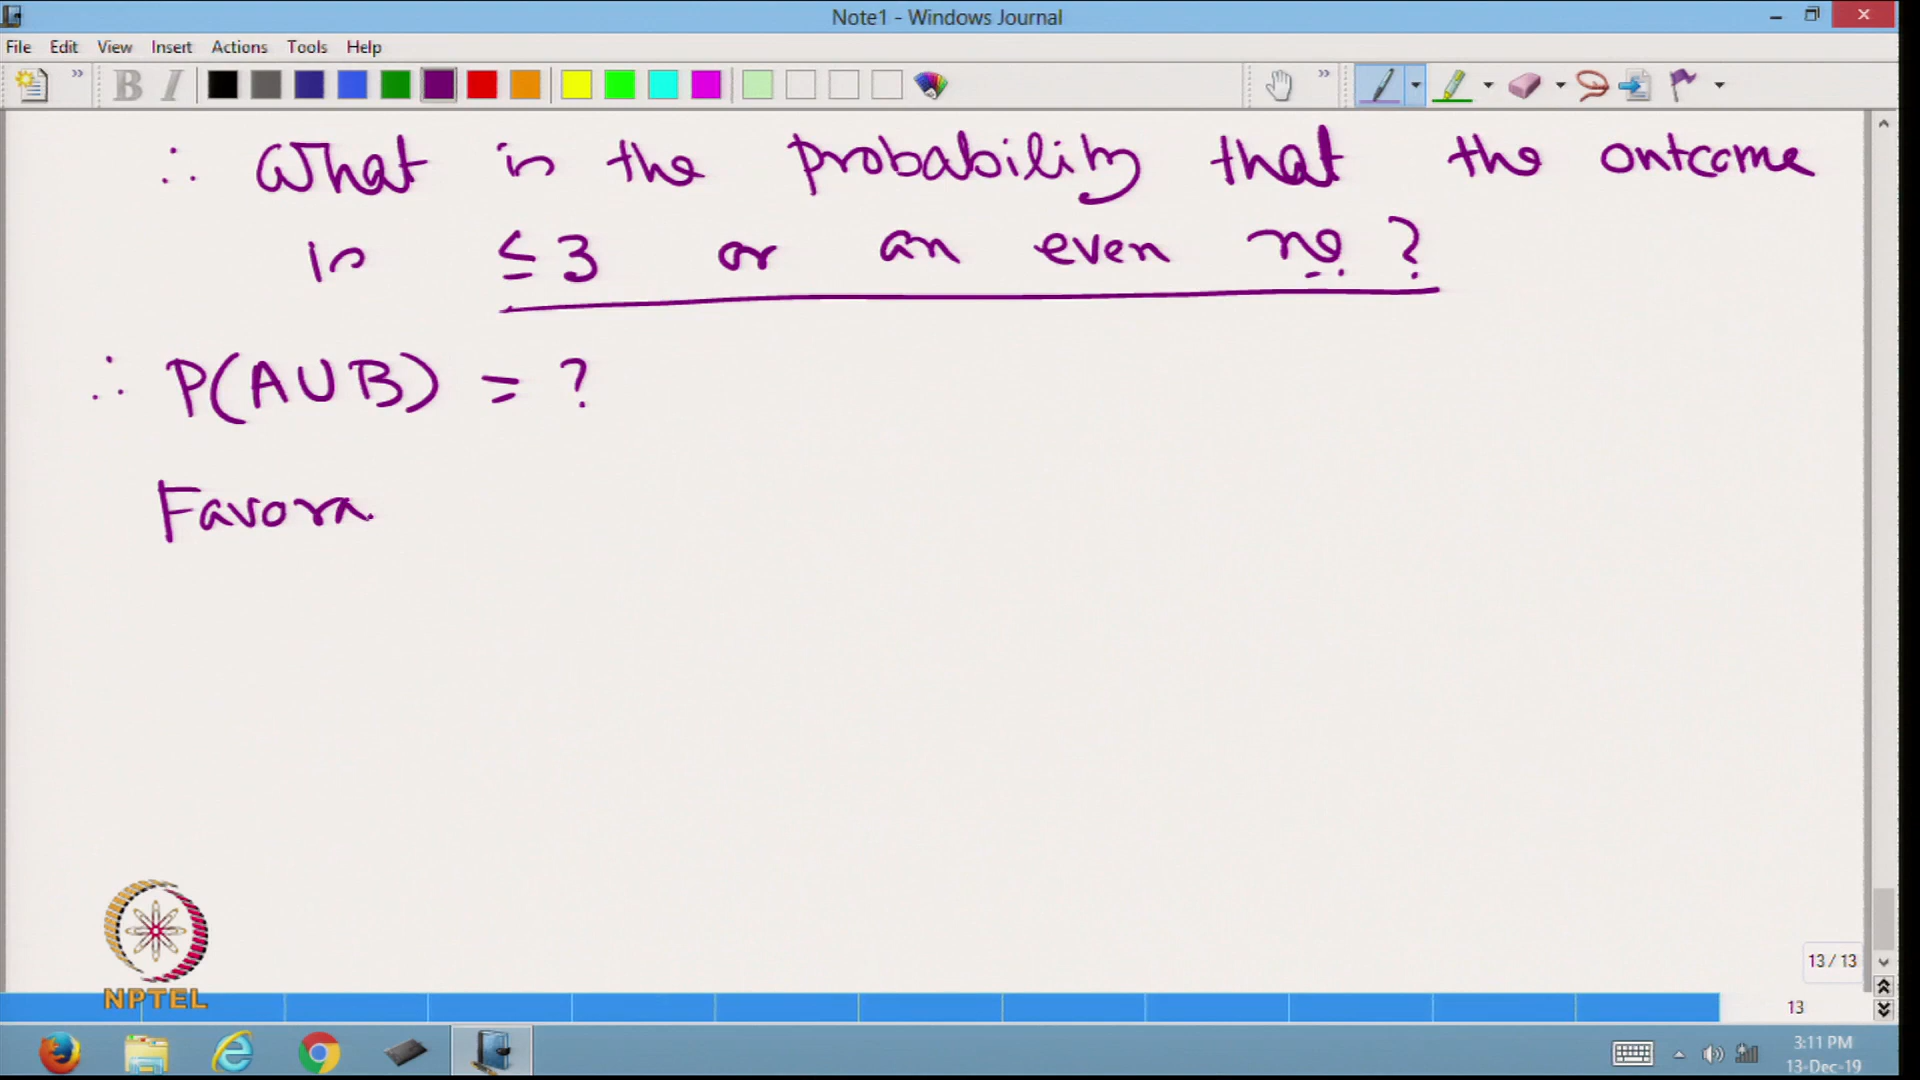 Note1 - Windows Journal
File Edit View Insert Actions Tools Help
B I
∴ What is the probability that the outcome
is ≤ 3 or an even no. ?
∴ P(A∪B) = ?
Favora
13 / 13
NPTEL
13
3:11 PM
13-Dec-19